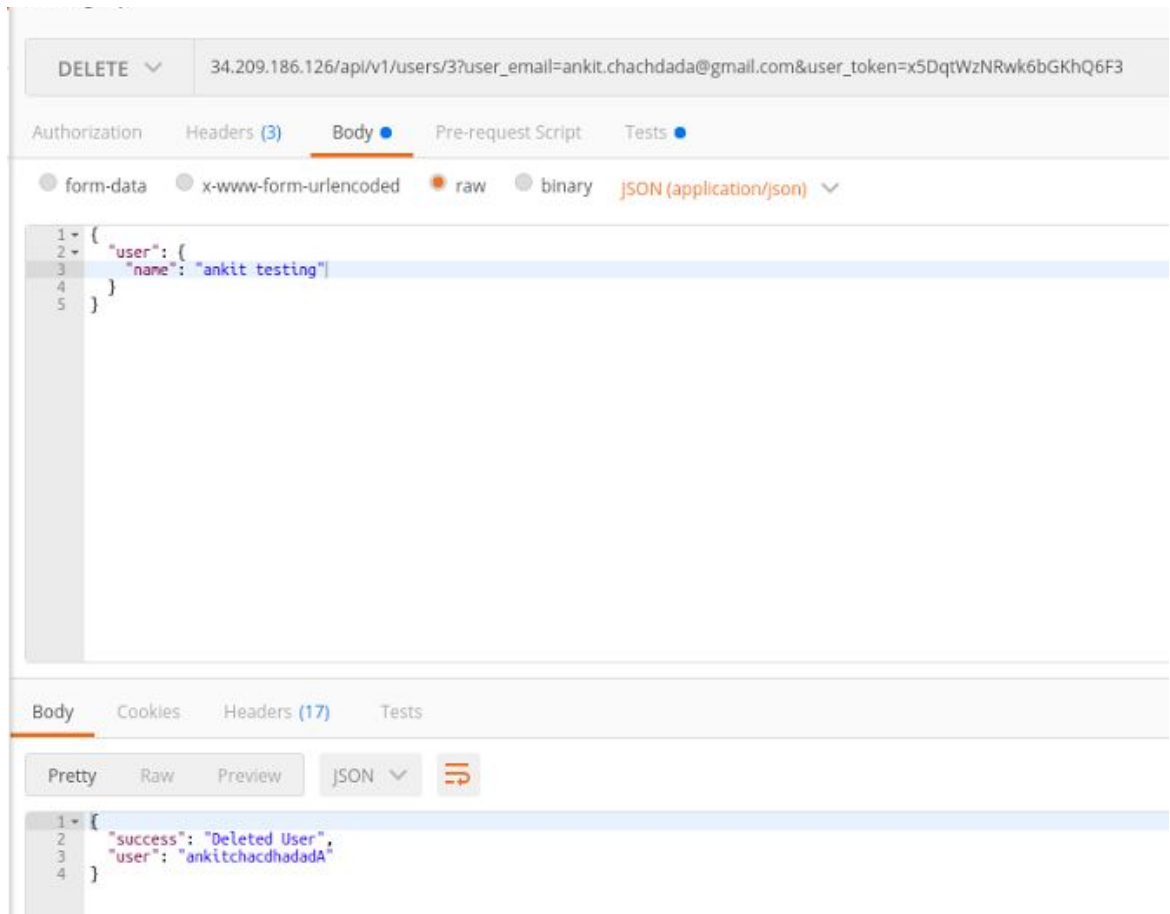 DELETE 34.209.186.126/api/v1/users/3?user_email=ankit.chachdada@gmail.com&user_token=x5DqtWzNRwk6bGKhQ6F3
Authorization Headers (3) Body Pre-request Script Tests
form-data x-www-form-urlencoded raw binary JSON (application/json)
1 {
2 "user": {
3 "name": "ankit testing"
4 }
5 }
Body Cookies Headers (17) Tests
Pretty Raw Preview JSON
1 {
2 "success": "Deleted User",
3 "user": "ankitchacdhadadA"
4 }